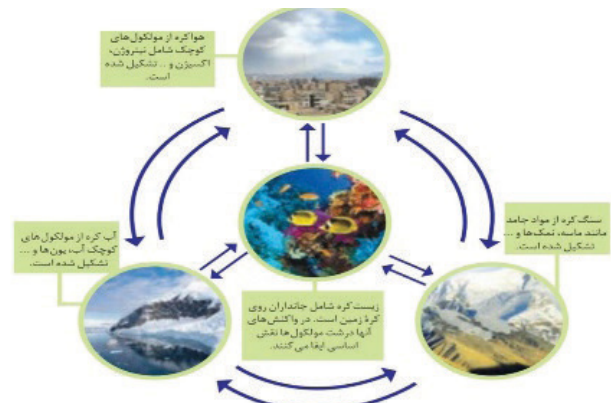 هواکره از مولکول‌های
کوچک شامل نیتروژن،
اکسیژن و .. تشکیل شده
است.
سنگ کره از مواد جامد
مانند ماسه، نمک‌ها و ...
تشکیل شده است.
آب کره از مولکول های
کوچک آب، یون‌ها و ...
تشکیل شده است.
زیست کره شامل جانداران روی
کرهٔ زمین است. در واکنش‌های
آنها درشت مولکول‌ها نقش
اساسی ایفا می کنند.